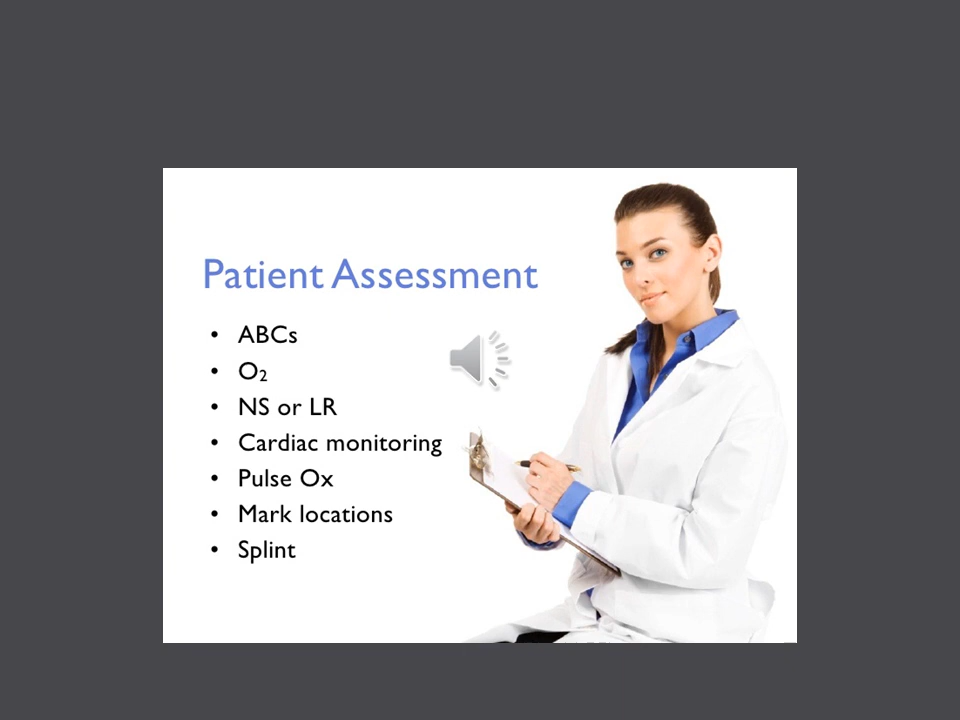 Patient Assessment
• ABCs
• O₂
• NS or LR
• Cardiac monitoring
• Pulse Ox
• Mark locations
• Splint